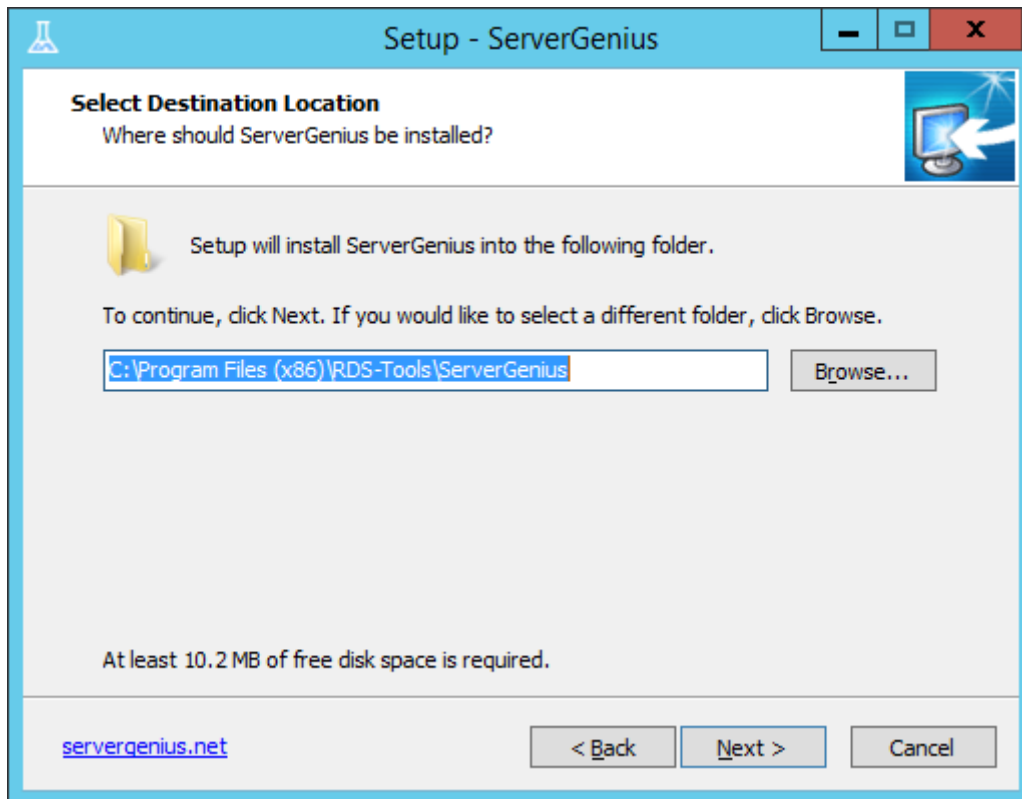 Setup - ServerGenius
Select Destination Location
Where should ServerGenius be installed?
Setup will install ServerGenius into the following folder.
To continue, click Next. If you would like to select a different folder, click Browse.
C:\Program Files (x86)\RDS-Tools\ServerGenius
Browse...
At least 10.2 MB of free disk space is required.
servergenius.net
< Back
Next >
Cancel